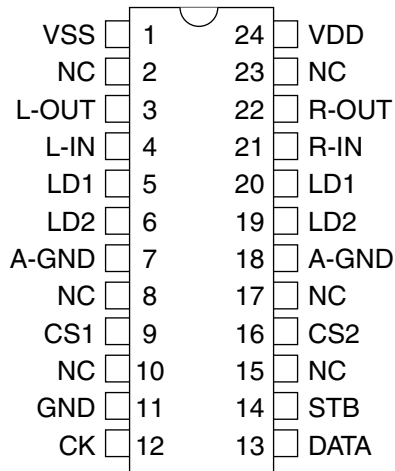 VSS 1 24 VDD
NC 2 23 NC
L-OUT 3 22 R-OUT
L-IN 4 21 R-IN
LD1 5 20 LD1
LD2 6 19 LD2
A-GND 7 18 A-GND
NC 8 17 NC
CS1 9 16 CS2
NC 10 15 NC
GND 11 14 STB
CK 12 13 DATA